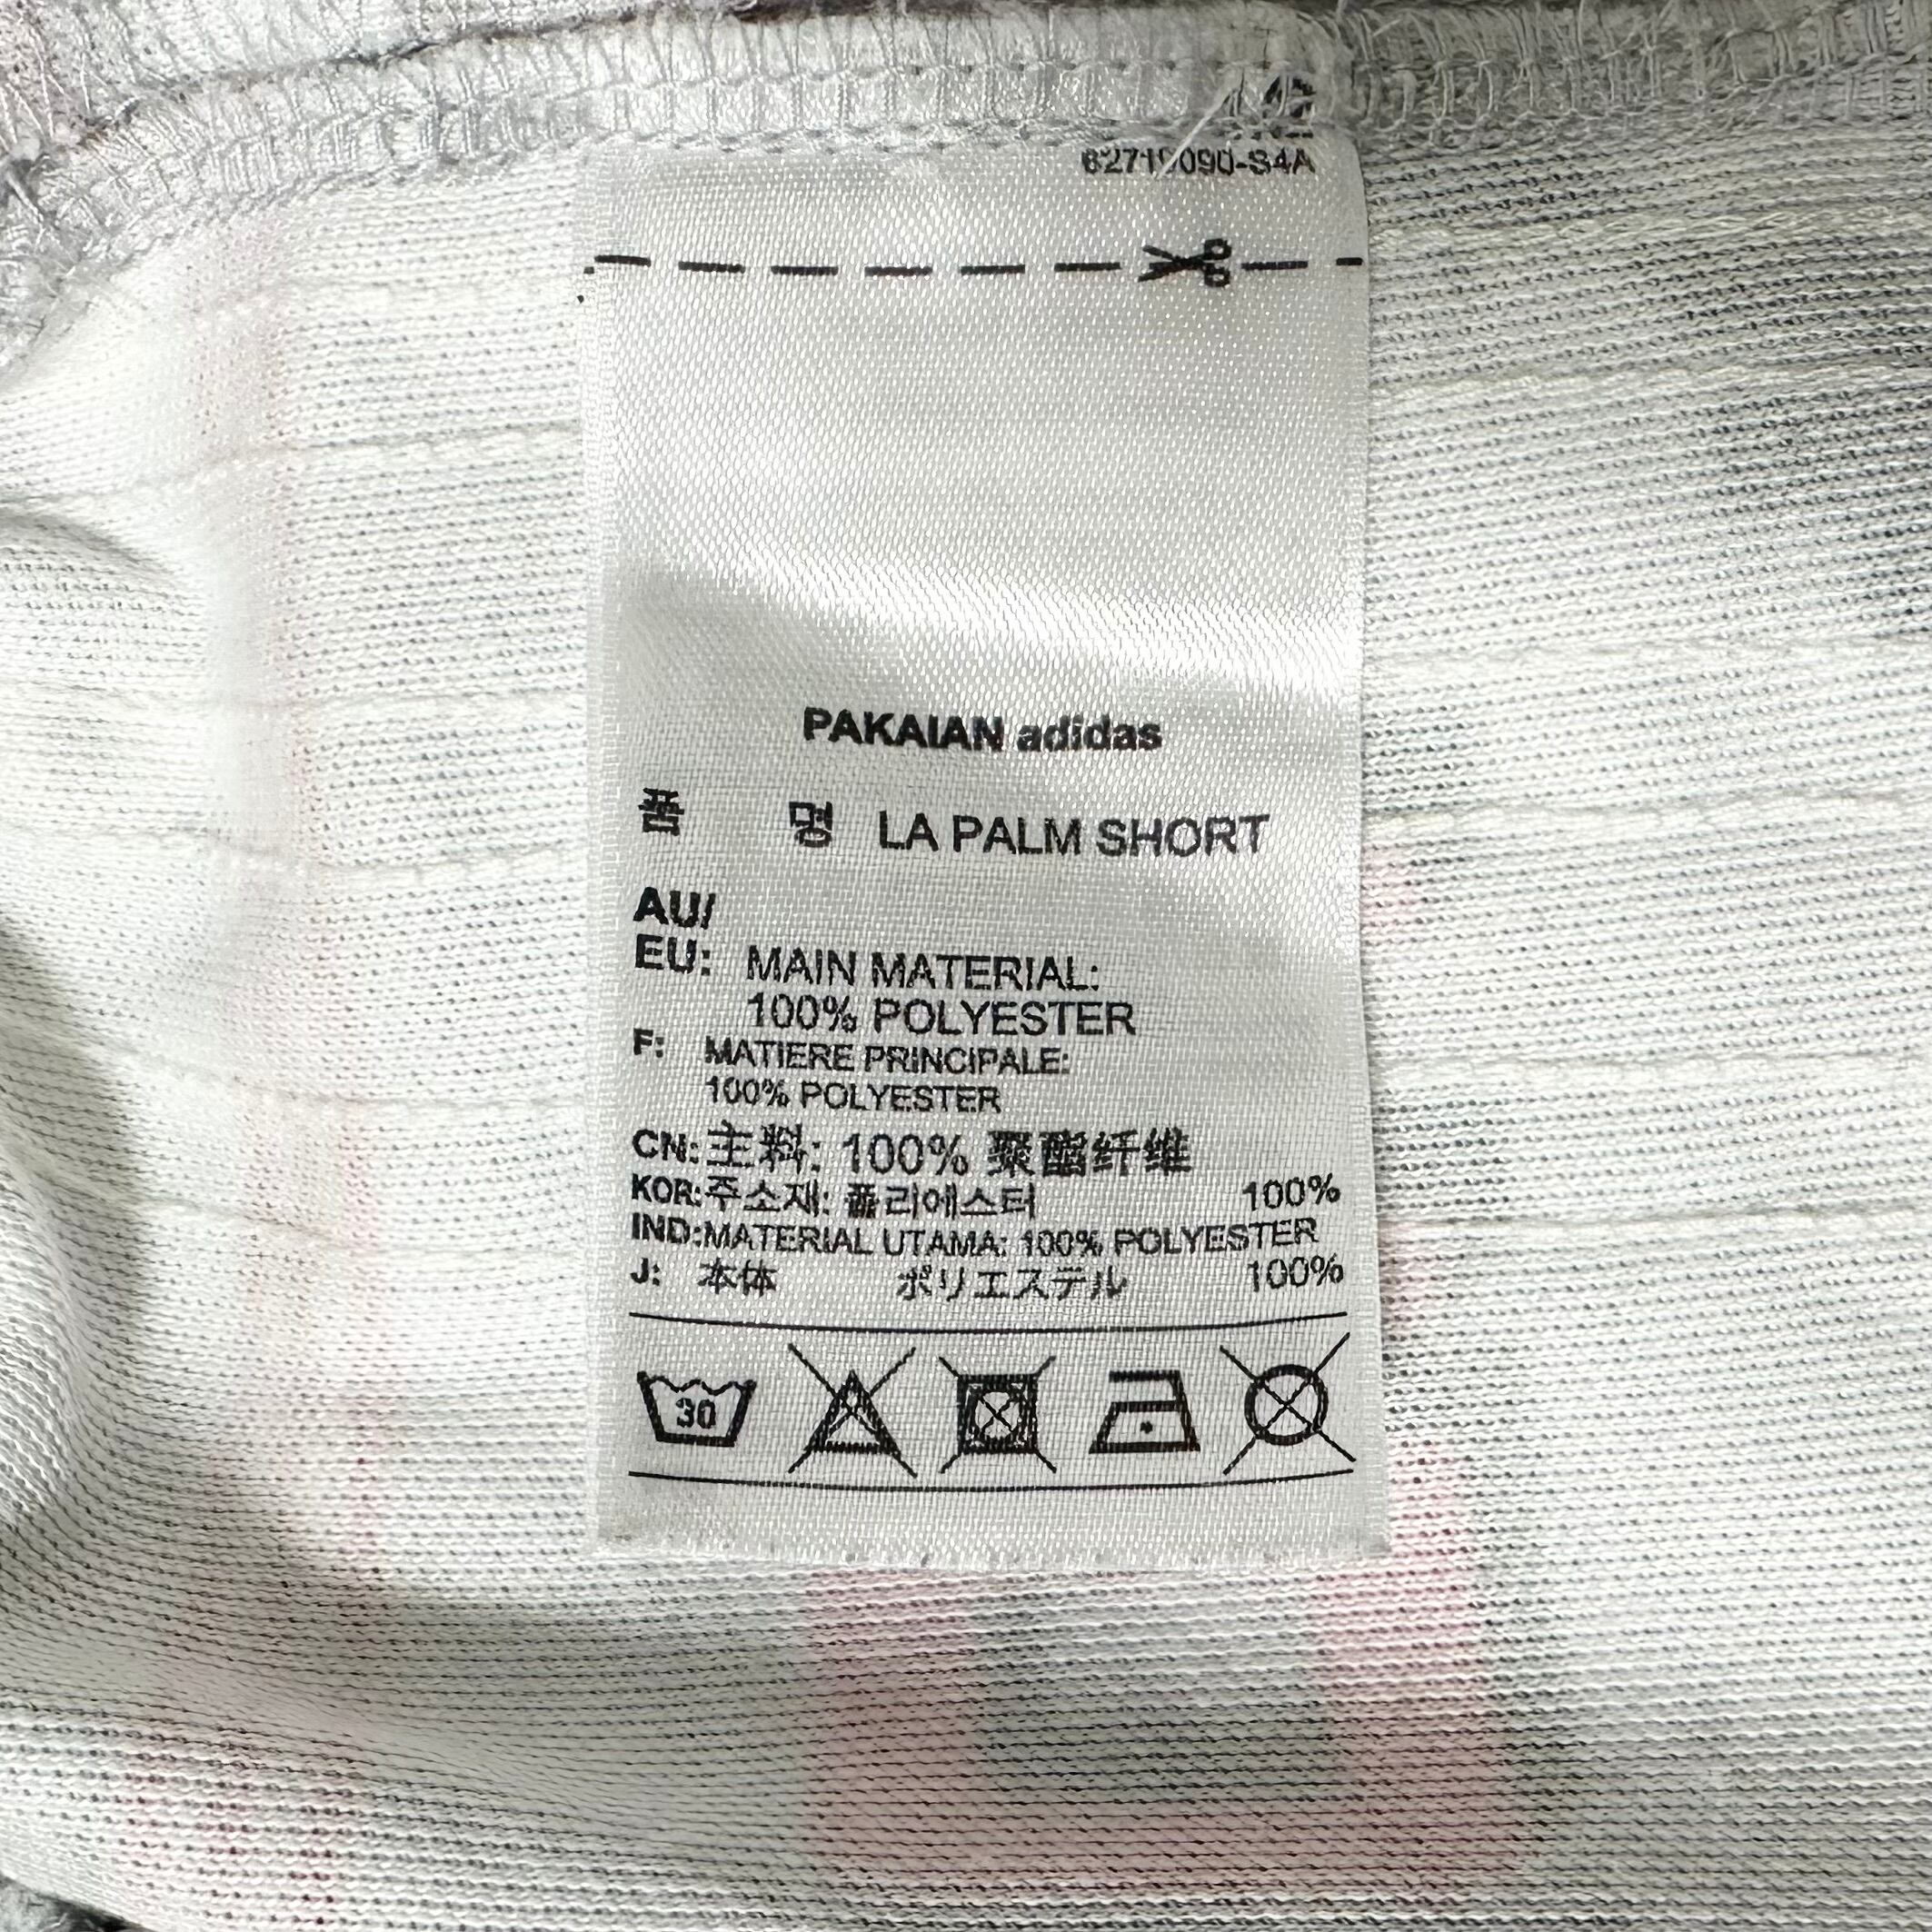 PAKAIAN adidas
품 명 LA PALM SHORT
AU/
EU: MAIN MATERIAL:
100% POLYESTER
F: MATIERE PRINCIPALE:
100% POLYESTER
CN: 主料: 100% 聚酯纤维
KOR: 주소재: 폴리에스터 100%
IND: MATERIAL UTAMA: 100% POLYESTER
J: 本体 ポリエステル 100%
30